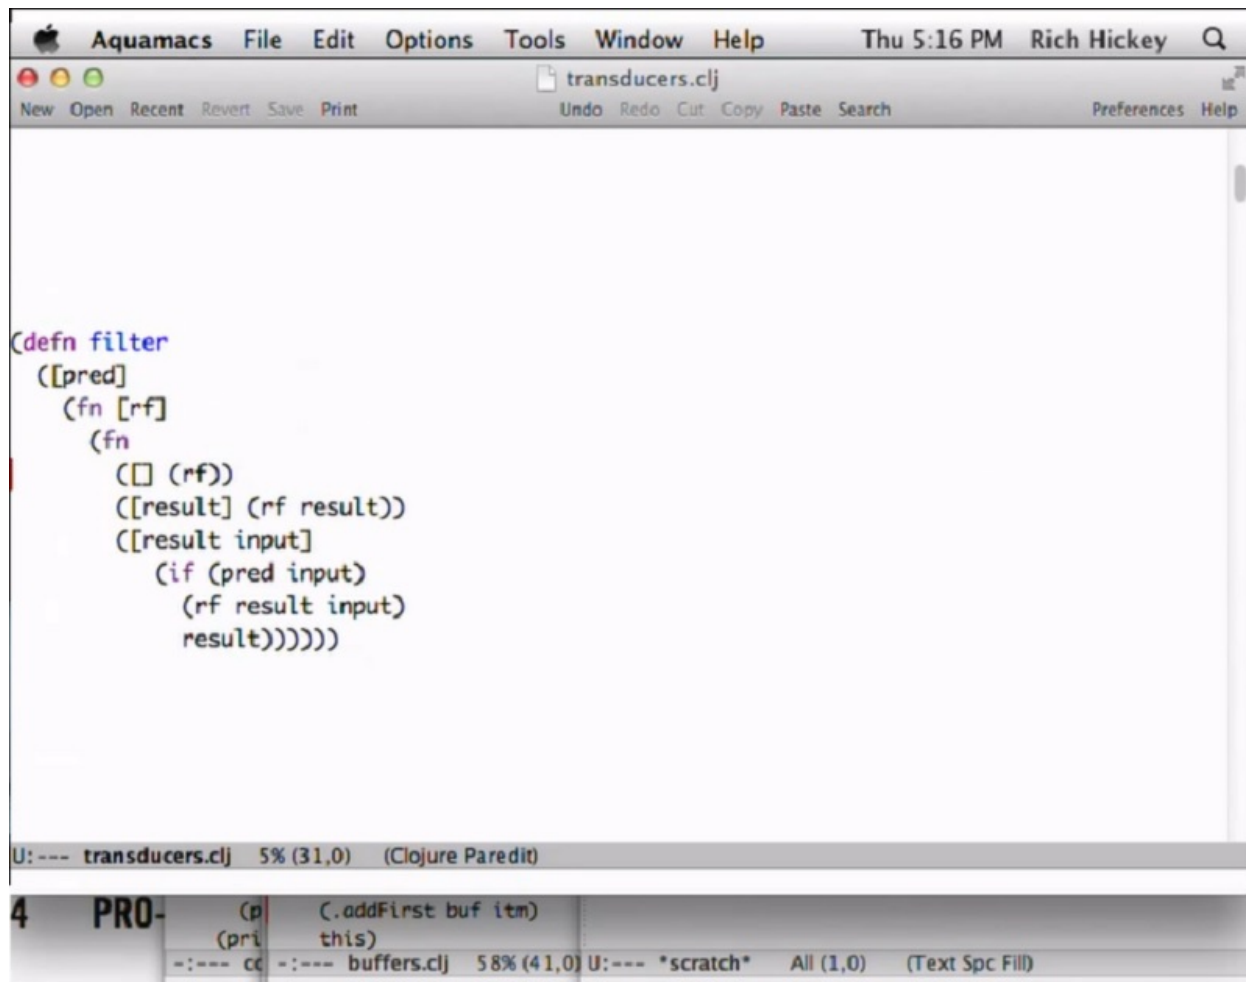 Aquamacs File Edit Options Tools Window Help Thu 5:16 PM Rich Hickey
transducers.clj
New Open Recent Revert Save Print Undo Redo Cut Copy Paste Search Preferences Help
(defn filter
  ([pred]
    (fn [rf]
      (fn
        ([] (rf))
        ([result] (rf result))
        ([result input]
           (if (pred input)
             (rf result input)
             result))))))
U:--- transducers.clj 5% (31,0) (Clojure Paredit)
4 PRO- (p (.addFirst buf itm)
(pri this)
-:--- cc -:--- buffers.clj 58% (41,0) U:--- *scratch* All (1,0) (Text Spc Fill)